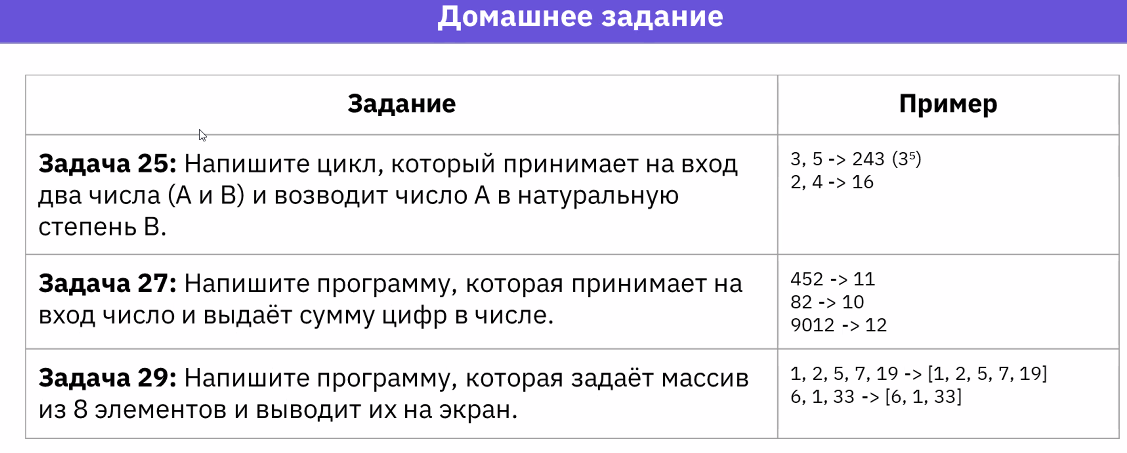 Домашнее задание
Задание
Пример
Задача 25: Напишите цикл, который принимает на вход
два числа (A и B) и возводит число A в натуральную
степень B.
3, 5 -> 243 (3⁵)
2, 4 -> 16
Задача 27: Напишите программу, которая принимает на
вход число и выдаёт сумму цифр в числе.
452 -> 11
82 -> 10
9012 -> 12
Задача 29: Напишите программу, которая задаёт массив
из 8 элементов и выводит их на экран.
1, 2, 5, 7, 19 -> [1, 2, 5, 7, 19]
6, 1, 33 -> [6, 1, 33]